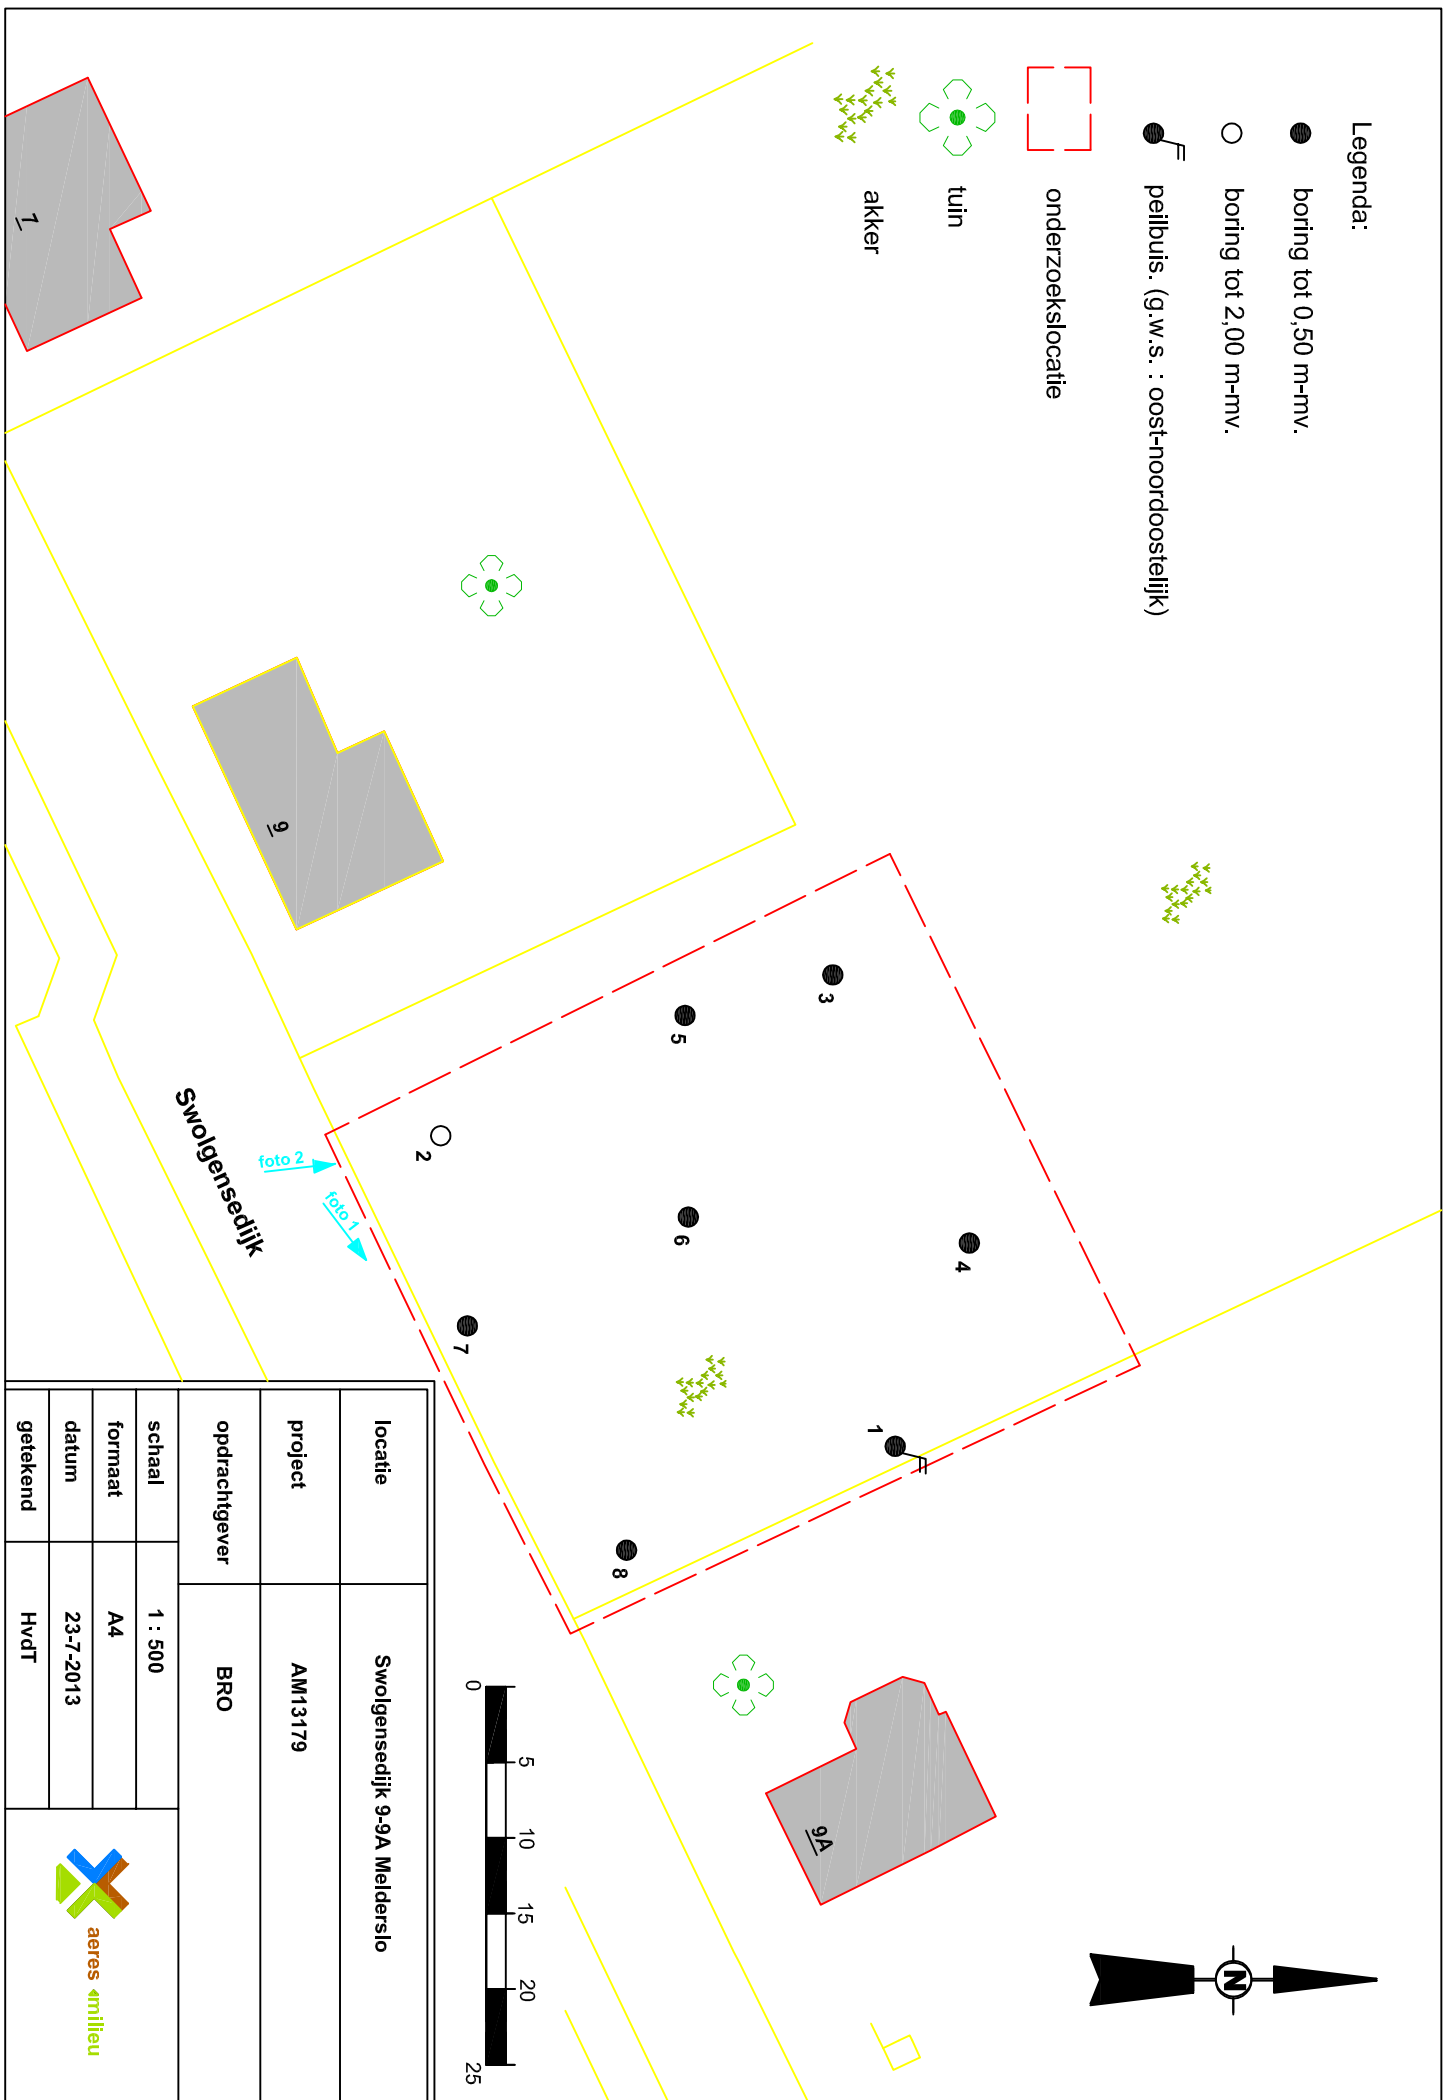 Legenda:
boring tot 0,50 m-mv.
boring tot 2,00 m-mv.
peilbuis. (g.w.s. : oost-noordoostelijk)
onderzoekslocatie
tuin
akker
N
7
9
9A
3
4
5
6
1
2
7
8
foto 2
foto 1
Swolgensedijk
0 5 10 15 20 25
locatie Swolgensedijk 9-9A Melderslo
project AM13179
opdrachtgever BRO
schaal 1 : 500
formaat A4
datum 23-7-2013
getekend HvdT
aeres milieu